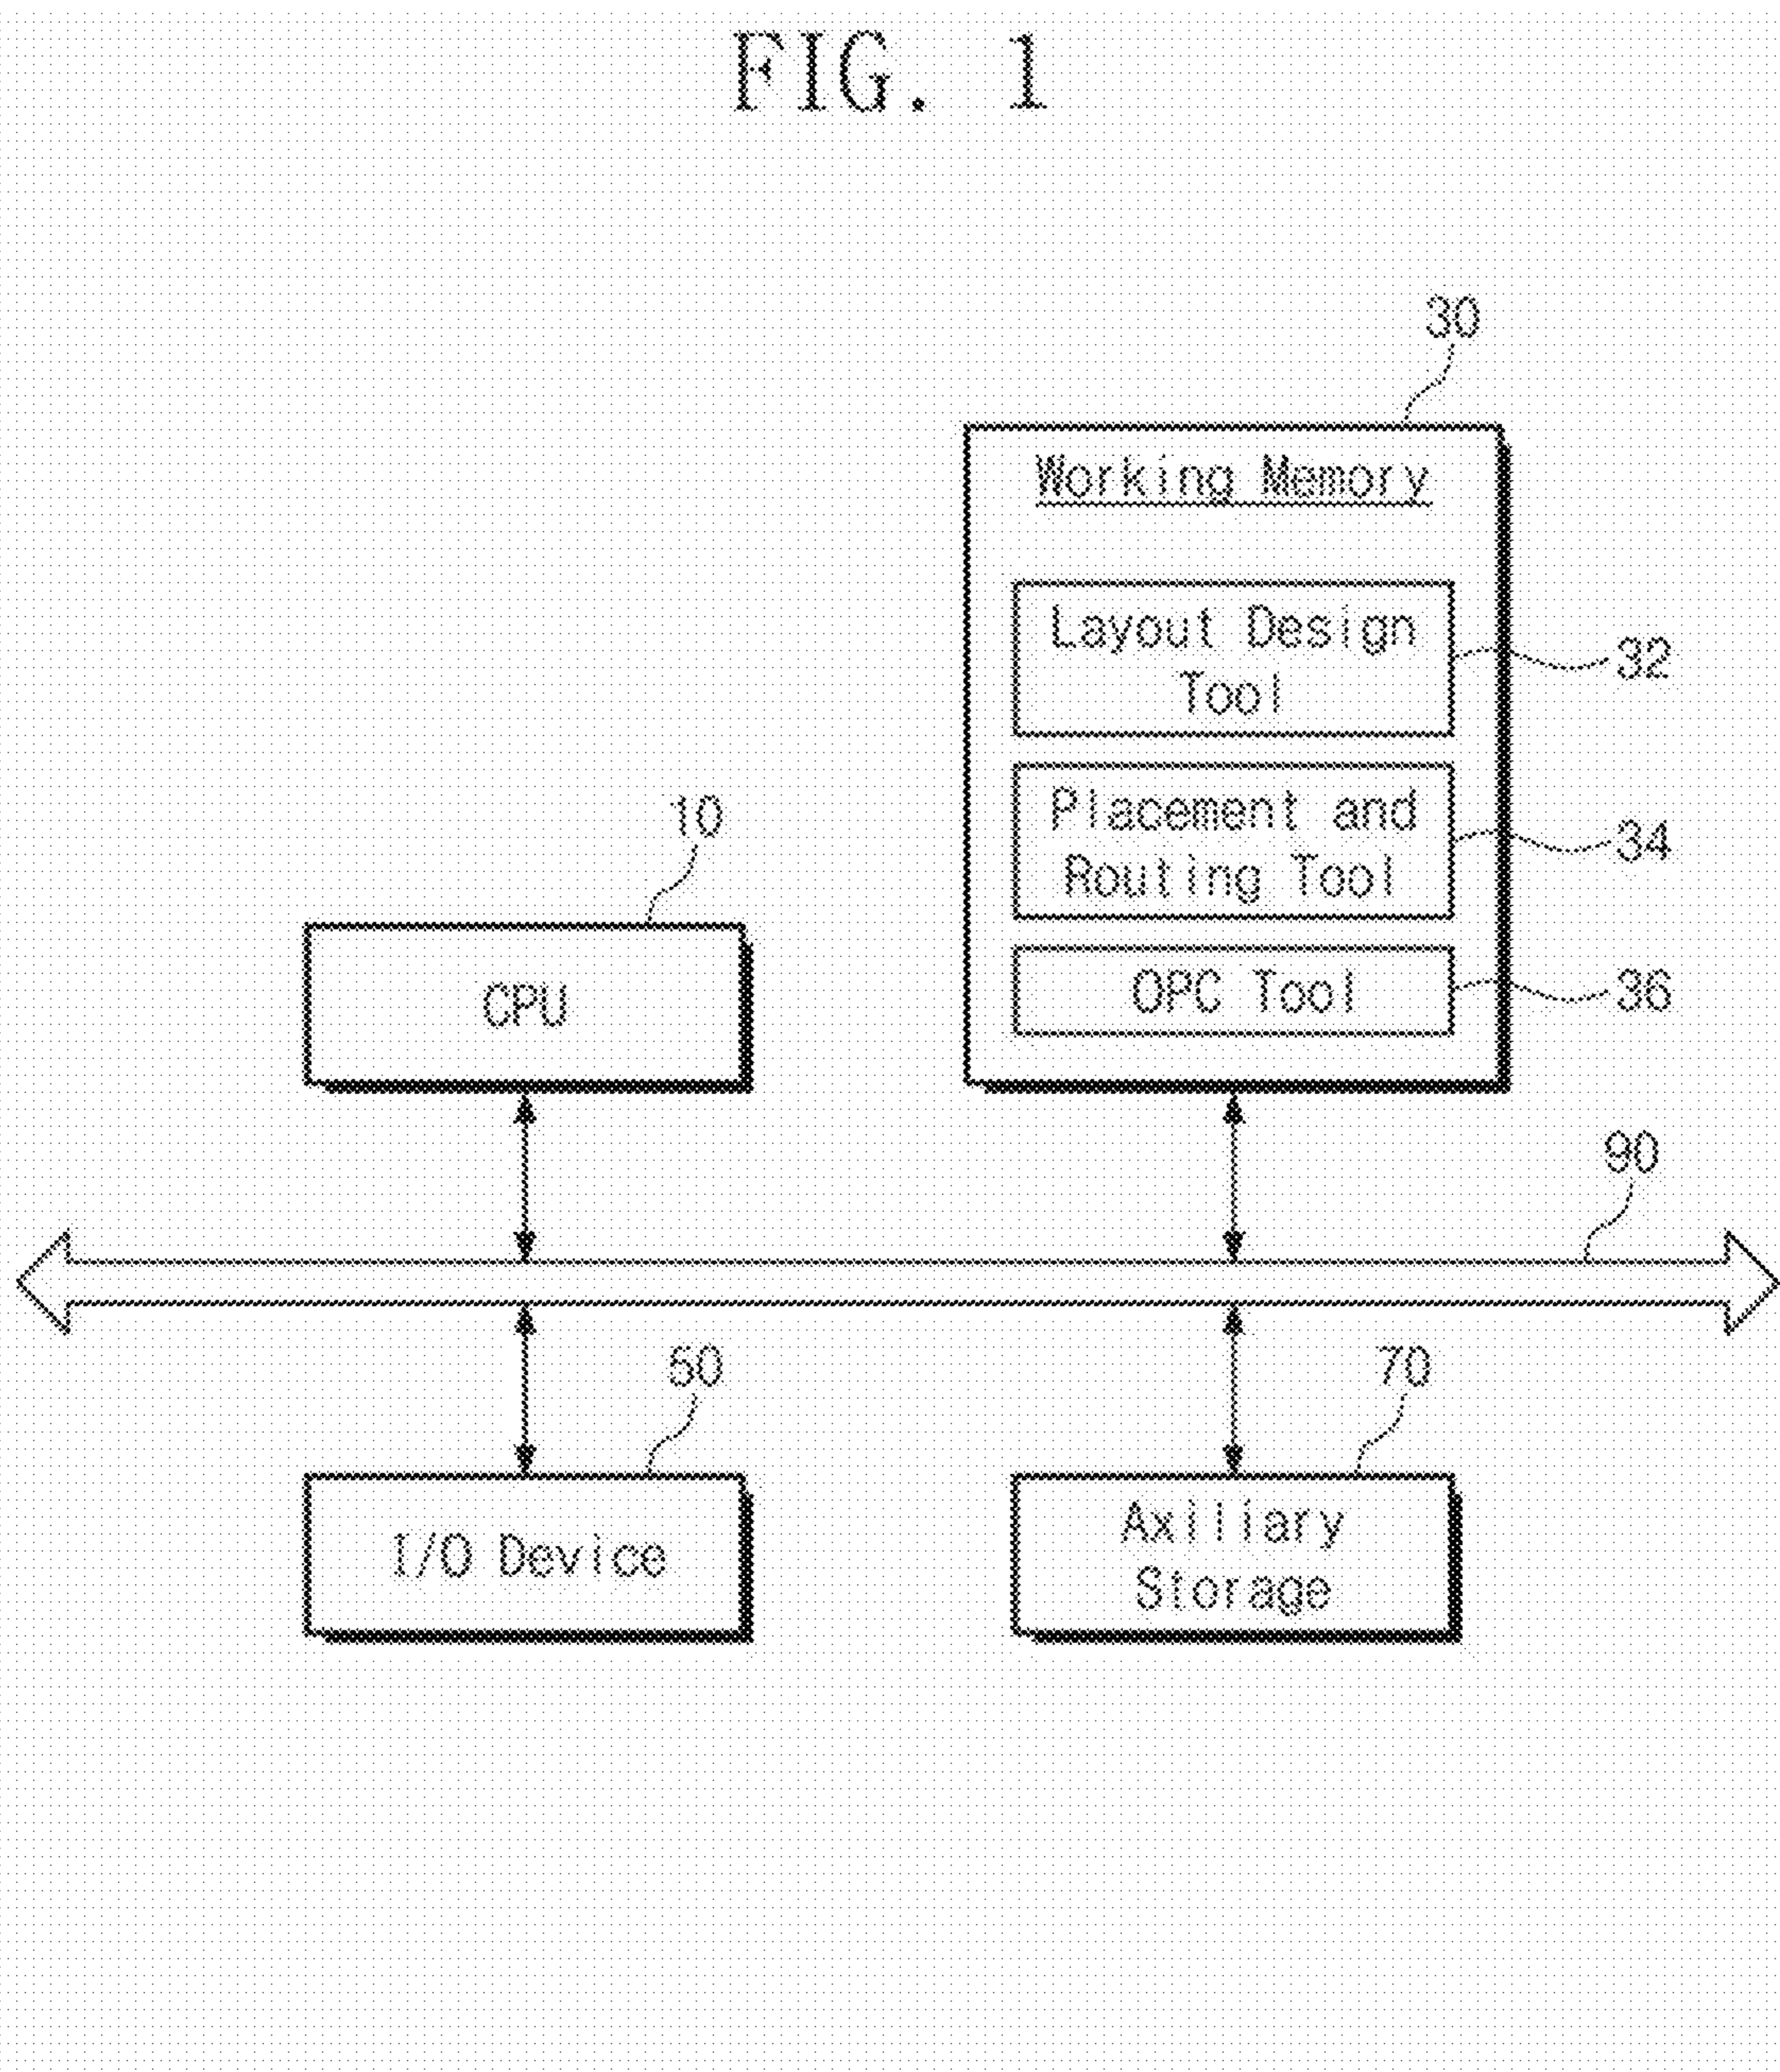 FIG. 1
30
Working Memory
Layout Design
Tool
32
Placement and
Routing Tool
34
10
CPU
OPC Tool
36
90
50
70
I/O Device
Axiliary
Storage